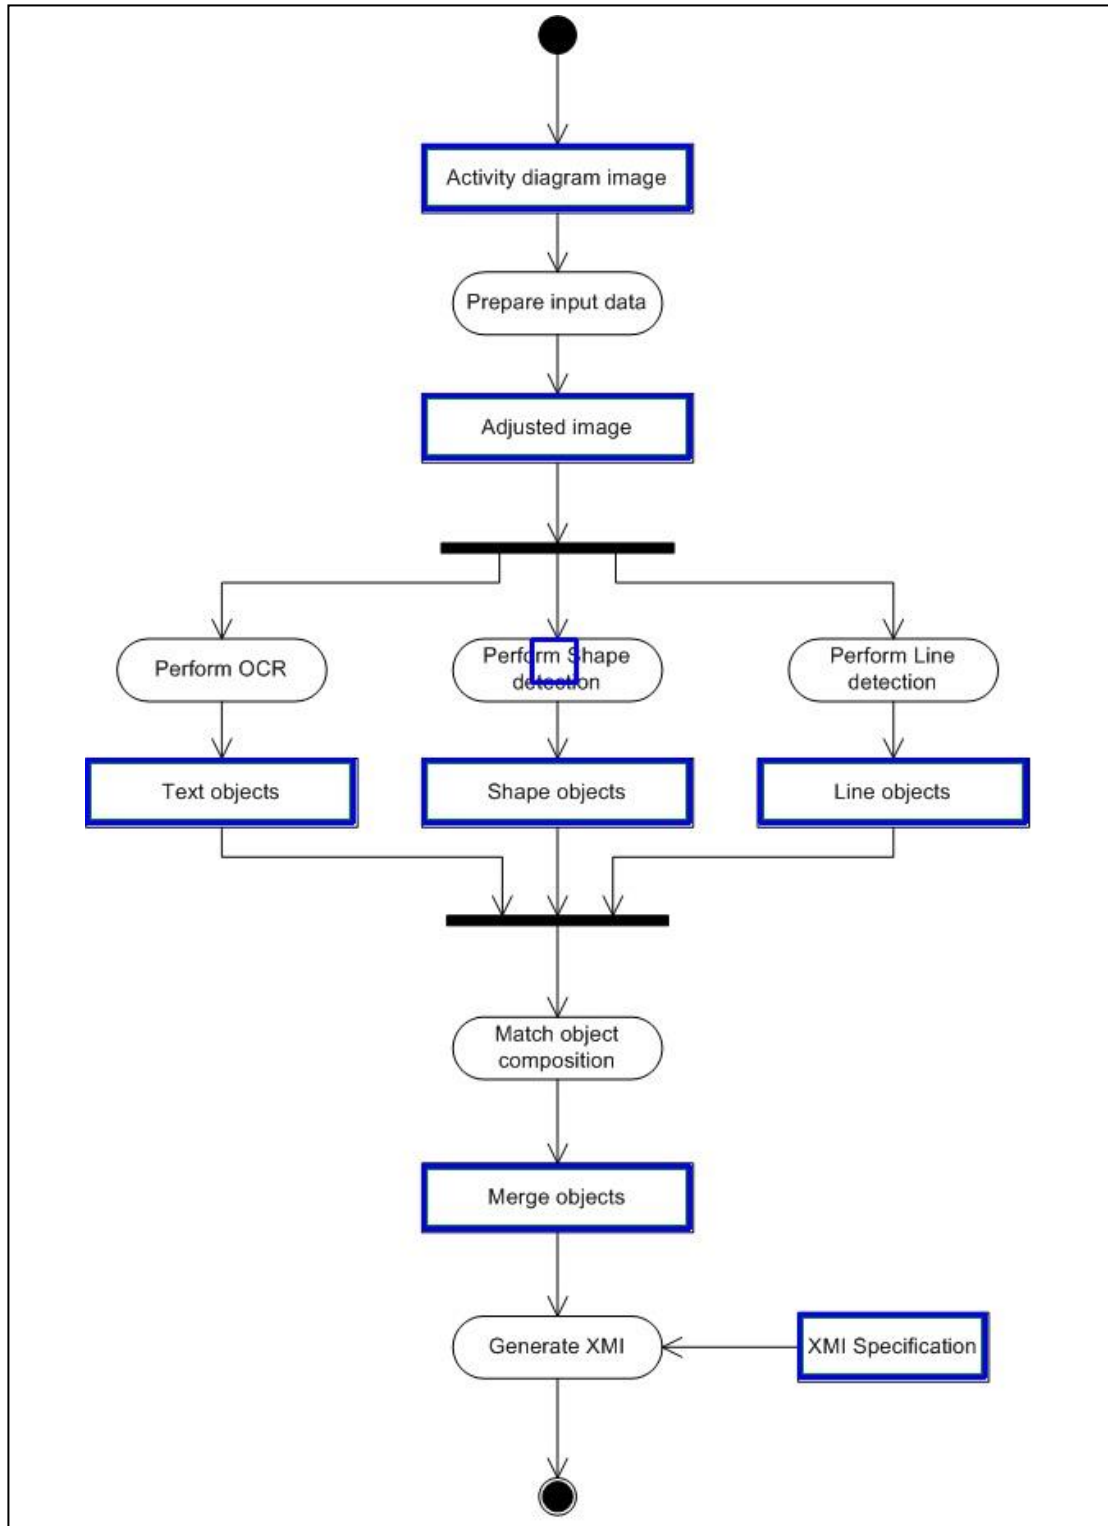 Activity diagram image
Prepare input data
Adjusted image
Perform OCR
Perform Shape
detection
Perform Line
detection
Text objects
Shape objects
Line objects
Match object
composition
Merge objects
Generate XMI
XMI Specification